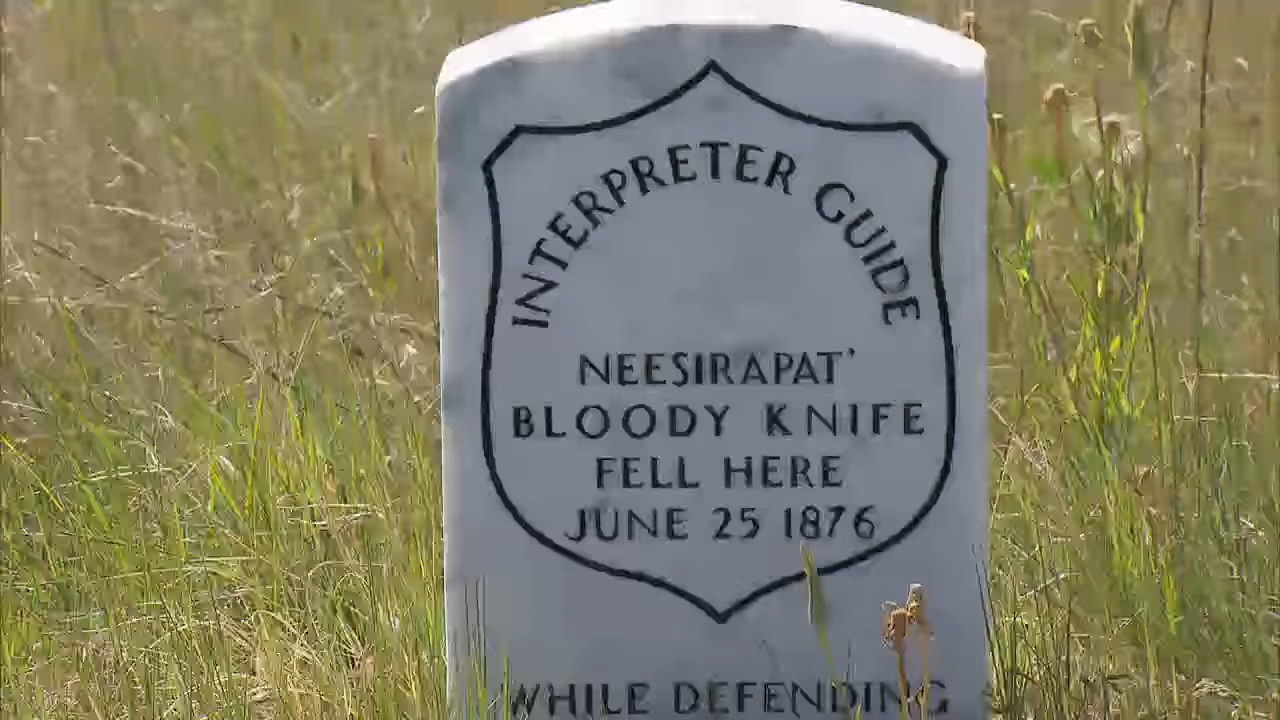 INTERPRETER GUIDE
NEESIRAPAT'
BLOODY KNIFE
FELL HERE
JUNE 25 1876
WHILE DEFENDING